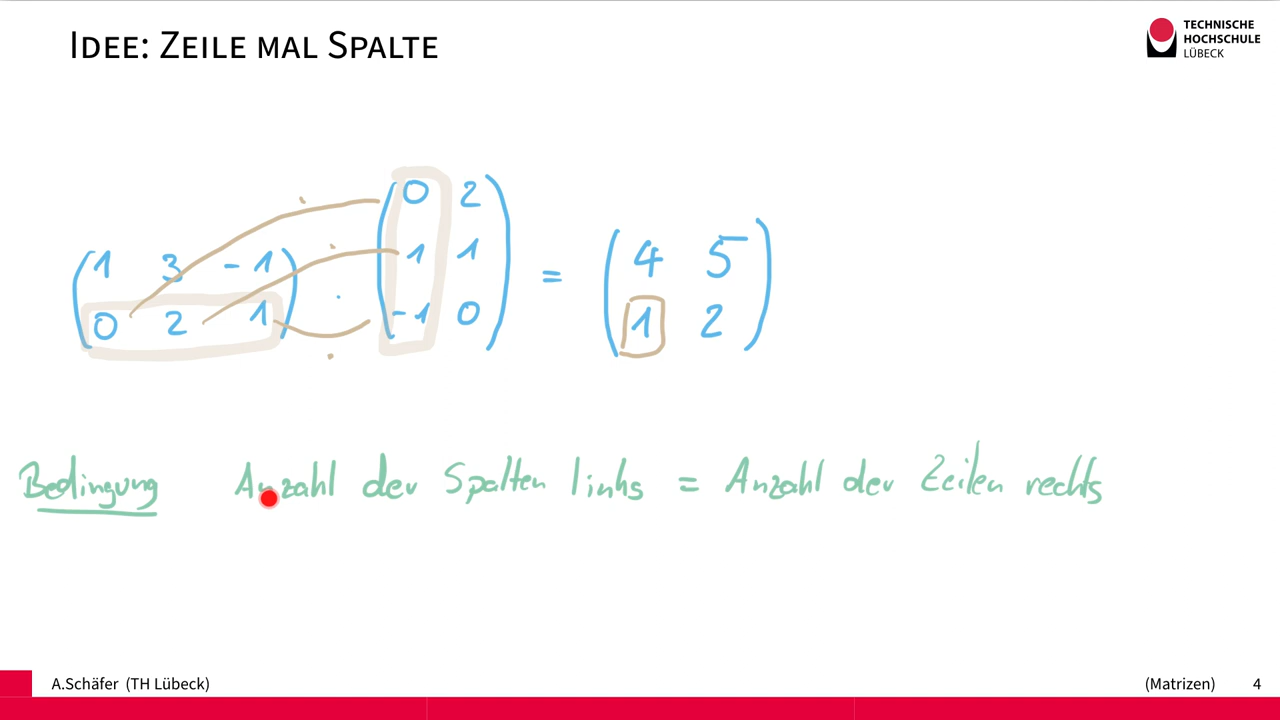 IDEE: ZEILE MAL SPALTE
TECHNISCHE
HOCHSCHULE
LÜBECK
0 2
1 3 -1 1 1 4 5
· =
0 2 1 -1 0 1 2
Bedingung Anzahl der Spalten links = Anzahl der Zeilen rechts
A.Schäfer (TH Lübeck) (Matrizen) 4